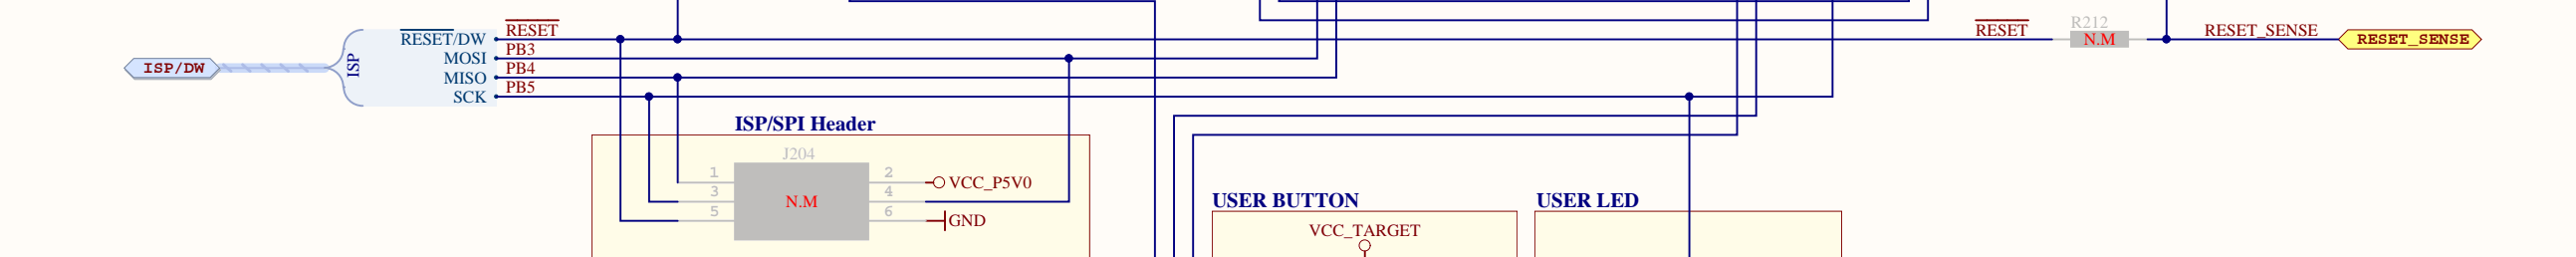 RESET
RESET/DW
RESET
R212
N.M
RESET_SENSE
RESET_SENSE
PB3
MOSI
ISP/DW
ISP
PB4
MISO
PB5
SCK
ISP/SPI Header
J204
1
2
VCC_P5V0
3
N.M
4
5
6
GND
USER BUTTON
USER LED
VCC_TARGET